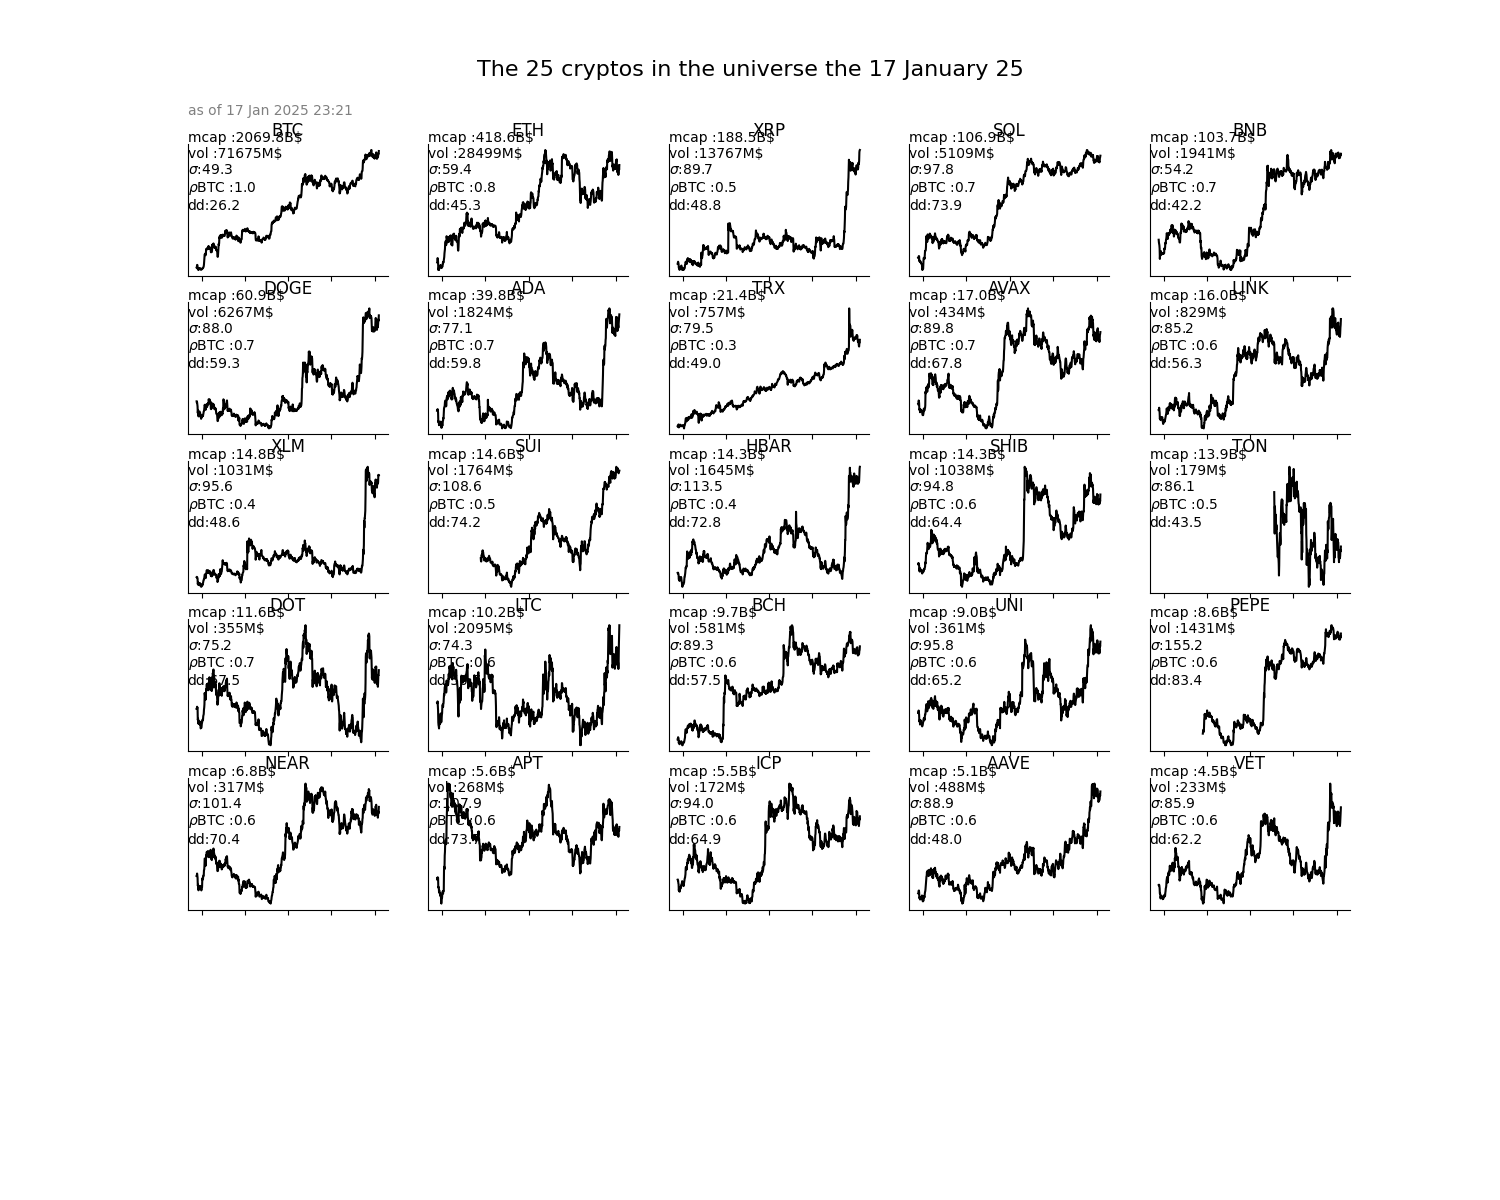 The 25 cryptos in the universe the 17 January 25
as of 17 Jan 2025 23:21
BTC
mcap :2069.8B$
vol :71675M$
σ:49.3
ρBTC :1.0
dd:26.2
ETH
mcap :418.6B$
vol :28499M$
σ:59.4
ρBTC :0.8
dd:45.3
XRP
mcap :188.5B$
vol :13767M$
σ:89.7
ρBTC :0.5
dd:48.8
SOL
mcap :106.9B$
vol :5109M$
σ:97.8
ρBTC :0.7
dd:73.9
BNB
mcap :103.7B$
vol :1941M$
σ:54.2
ρBTC :0.7
dd:42.2
DOGE
mcap :60.9B$
vol :6267M$
σ:88.0
ρBTC :0.7
dd:59.3
ADA
mcap :39.8B$
vol :1824M$
σ:77.1
ρBTC :0.7
dd:59.8
TRX
mcap :21.4B$
vol :757M$
σ:79.5
ρBTC :0.3
dd:49.0
AVAX
mcap :17.0B$
vol :434M$
σ:89.8
ρBTC :0.7
dd:67.8
LINK
mcap :16.0B$
vol :829M$
σ:85.2
ρBTC :0.6
dd:56.3
XLM
mcap :14.8B$
vol :1031M$
σ:95.6
ρBTC :0.4
dd:48.6
SUI
mcap :14.6B$
vol :1764M$
σ:108.6
ρBTC :0.5
dd:74.2
HBAR
mcap :14.3B$
vol :1645M$
σ:113.5
ρBTC :0.4
dd:72.8
SHIB
mcap :14.3B$
vol :1038M$
σ:94.8
ρBTC :0.6
dd:64.4
TON
mcap :13.9B$
vol :179M$
σ:86.1
ρBTC :0.5
dd:43.5
DOT
mcap :11.6B$
vol :355M$
σ:75.2
ρBTC :0.7
LTC
mcap :10.2B$
vol :2095M$
σ:74.3
ρBTC :0.6
BCH
mcap :9.7B$
vol :581M$
σ:89.3
ρBTC :0.6
dd:57.5
UNI
mcap :9.0B$
vol :361M$
σ:95.8
ρBTC :0.6
dd:65.2
PEPE
mcap :8.6B$
vol :1431M$
σ:155.2
ρBTC :0.6
dd:83.4
NEAR
mcap :6.8B$
vol :317M$
σ:101.4
ρBTC :0.6
dd:70.4
APT
mcap :5.6B$
vol :268M$
σ:107.9
ρBTC :0.6
ICP
mcap :5.5B$
vol :172M$
σ:94.0
ρBTC :0.6
dd:64.9
AAVE
mcap :5.1B$
vol :488M$
σ:88.9
ρBTC :0.6
dd:48.0
VET
mcap :4.5B$
vol :233M$
σ:85.9
ρBTC :0.6
dd:62.2